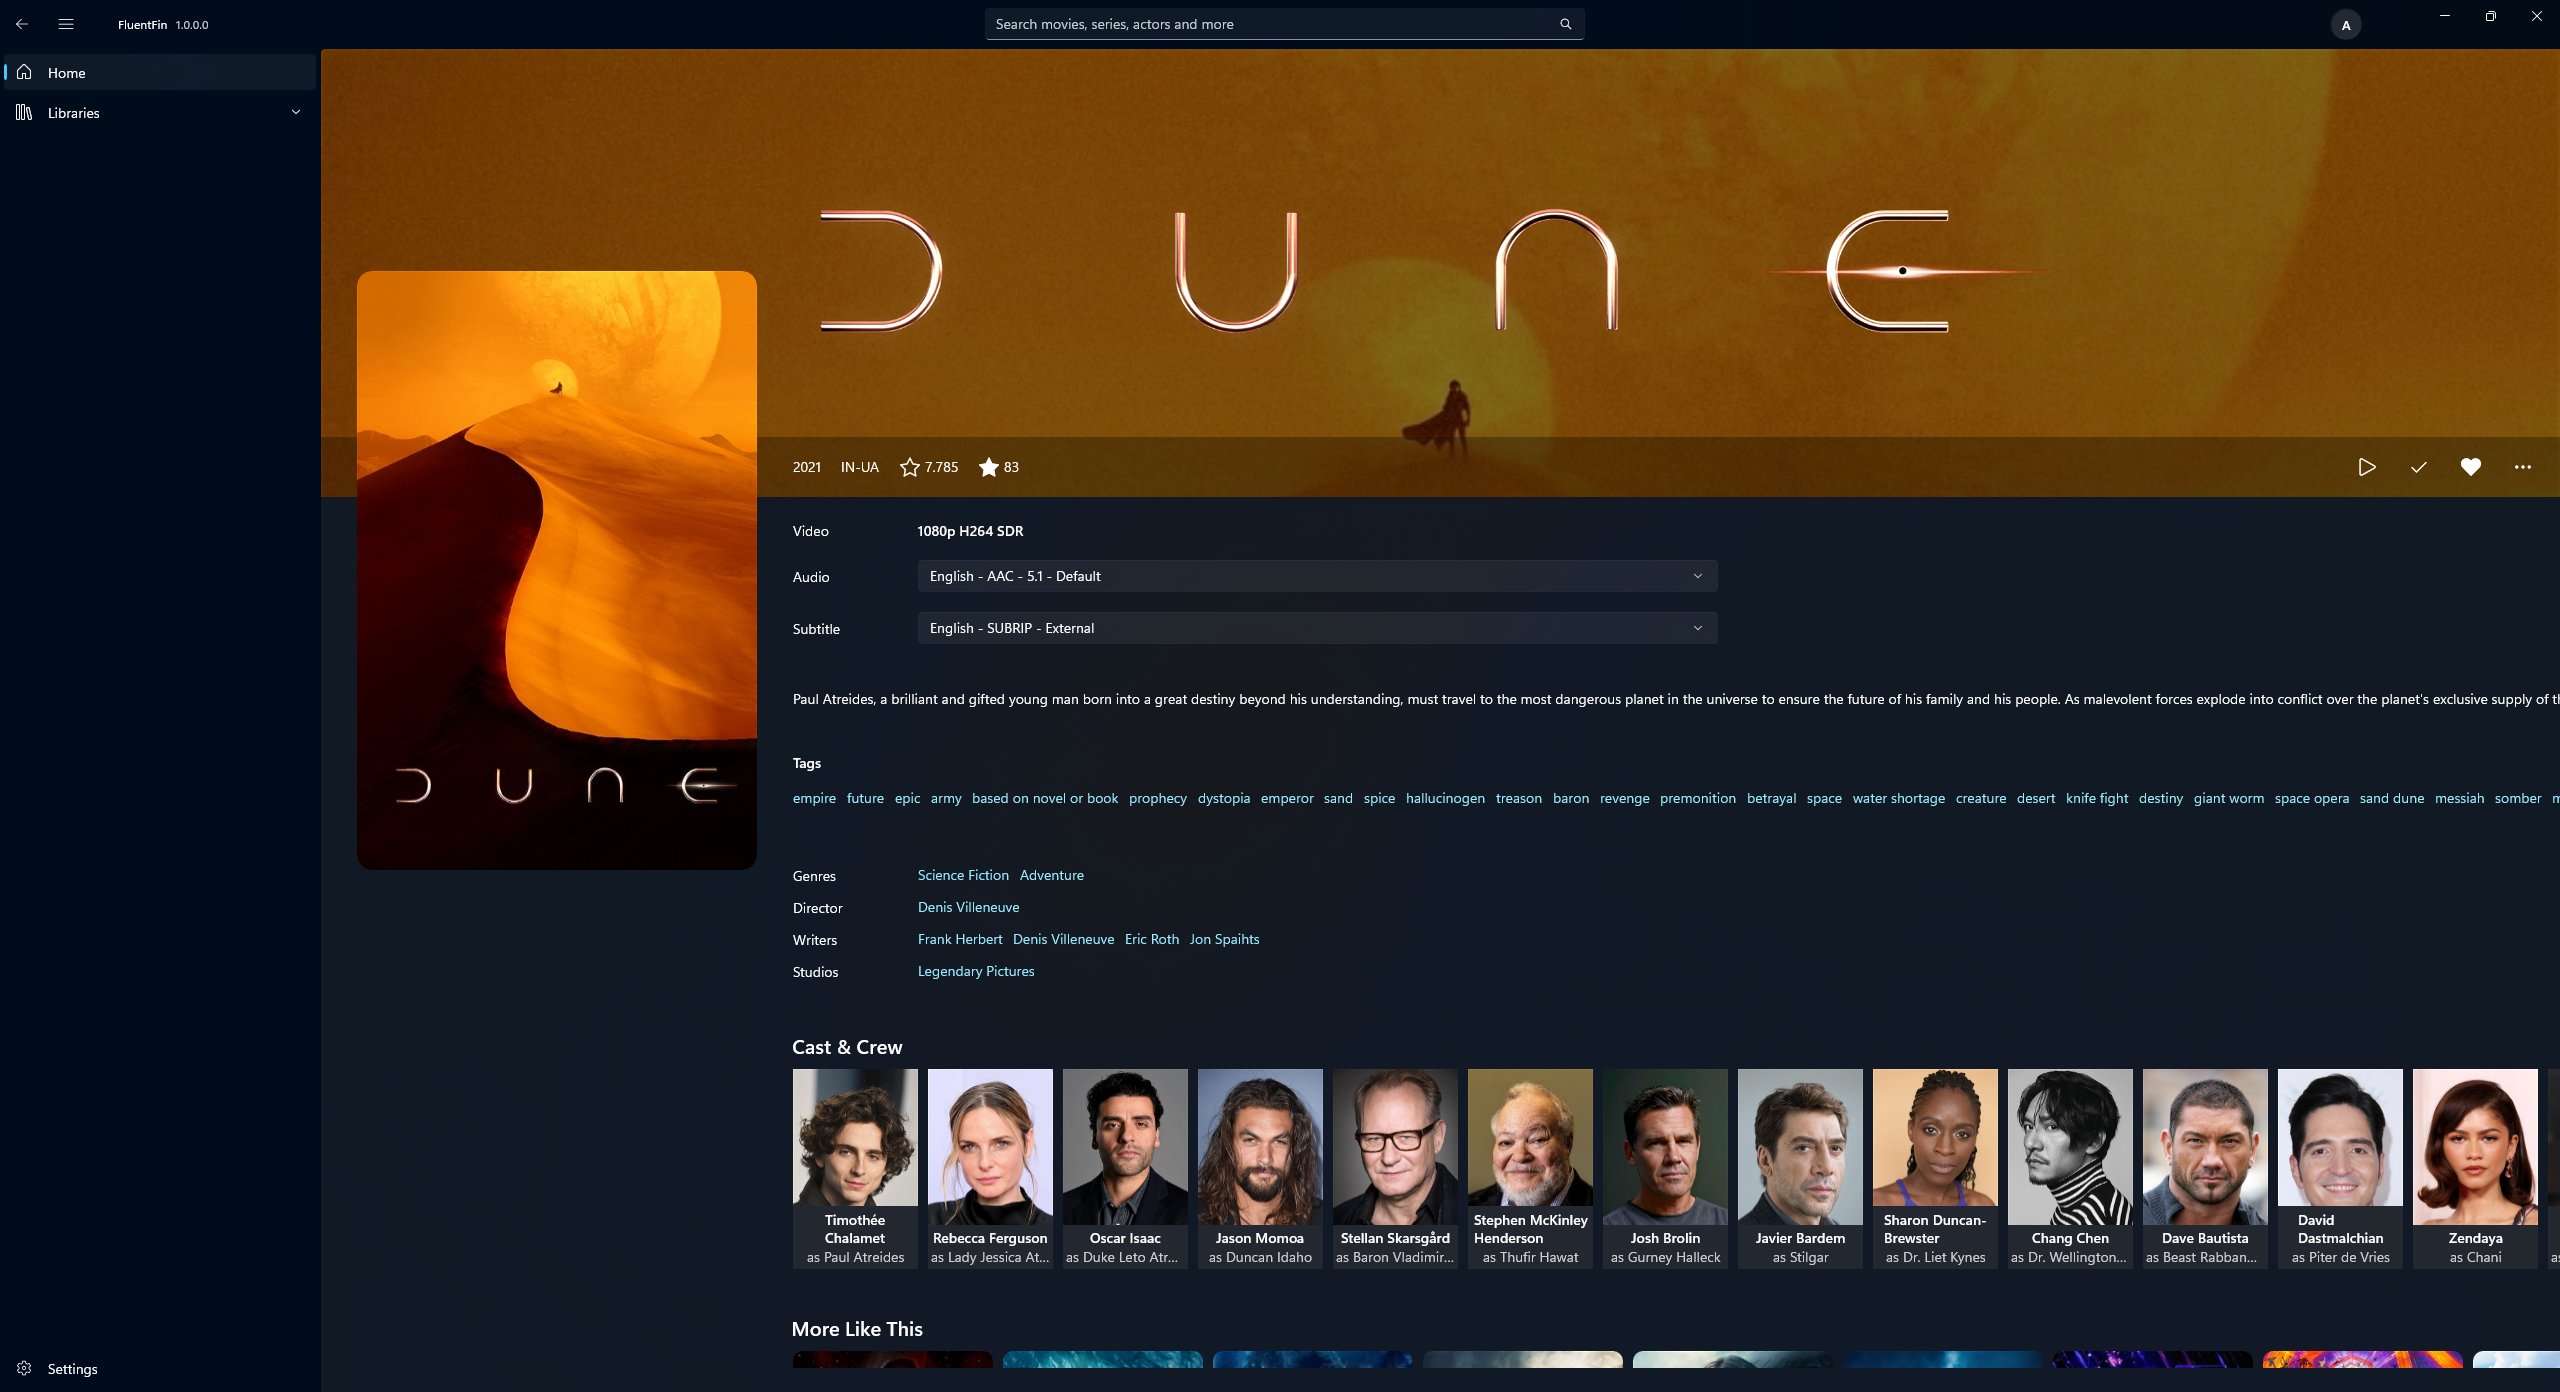 FluentFin 1.0.0.0
Search movies, series, actors and more
A
Home
Libraries
DUNE
2021 IN-UA 7.785 83
Video 1080p H264 SDR
Audio English - AAC - 5.1 - Default
Subtitle English - SUBRIP - External
Paul Atreides, a brilliant and gifted young man born into a great destiny beyond his understanding, must travel to the most dangerous planet in the universe to ensure the future of his family and his people. As malevolent forces explode into conflict over the planet's exclusive supply of
Tags
empire future epic army based on novel or book prophecy dystopia emperor sand spice hallucinogen treason baron revenge premonition betrayal space water shortage creature desert knife fight destiny giant worm space opera sand dune messiah somber
DUNE
Genres Science Fiction Adventure
Director Denis Villeneuve
Writers Frank Herbert Denis Villeneuve Eric Roth Jon Spaihts
Studios Legendary Pictures
Cast & Crew
Timothée
Chalamet
as Paul Atreides
Rebecca Ferguson
as Lady Jessica At...
Oscar Isaac
as Duke Leto Atr...
Jason Momoa
as Duncan Idaho
Stellan Skarsgård
as Baron Vladimir...
Stephen McKinley
Henderson
as Thufir Hawat
Josh Brolin
as Gurney Halleck
Javier Bardem
as Stilgar
Sharon Duncan-
Brewster
as Dr. Liet Kynes
Chang Chen
as Dr. Wellington...
Dave Bautista
as Beast Rabban...
David
Dastmalchian
as Piter de Vries
Zendaya
as Chani
More Like This
Settings